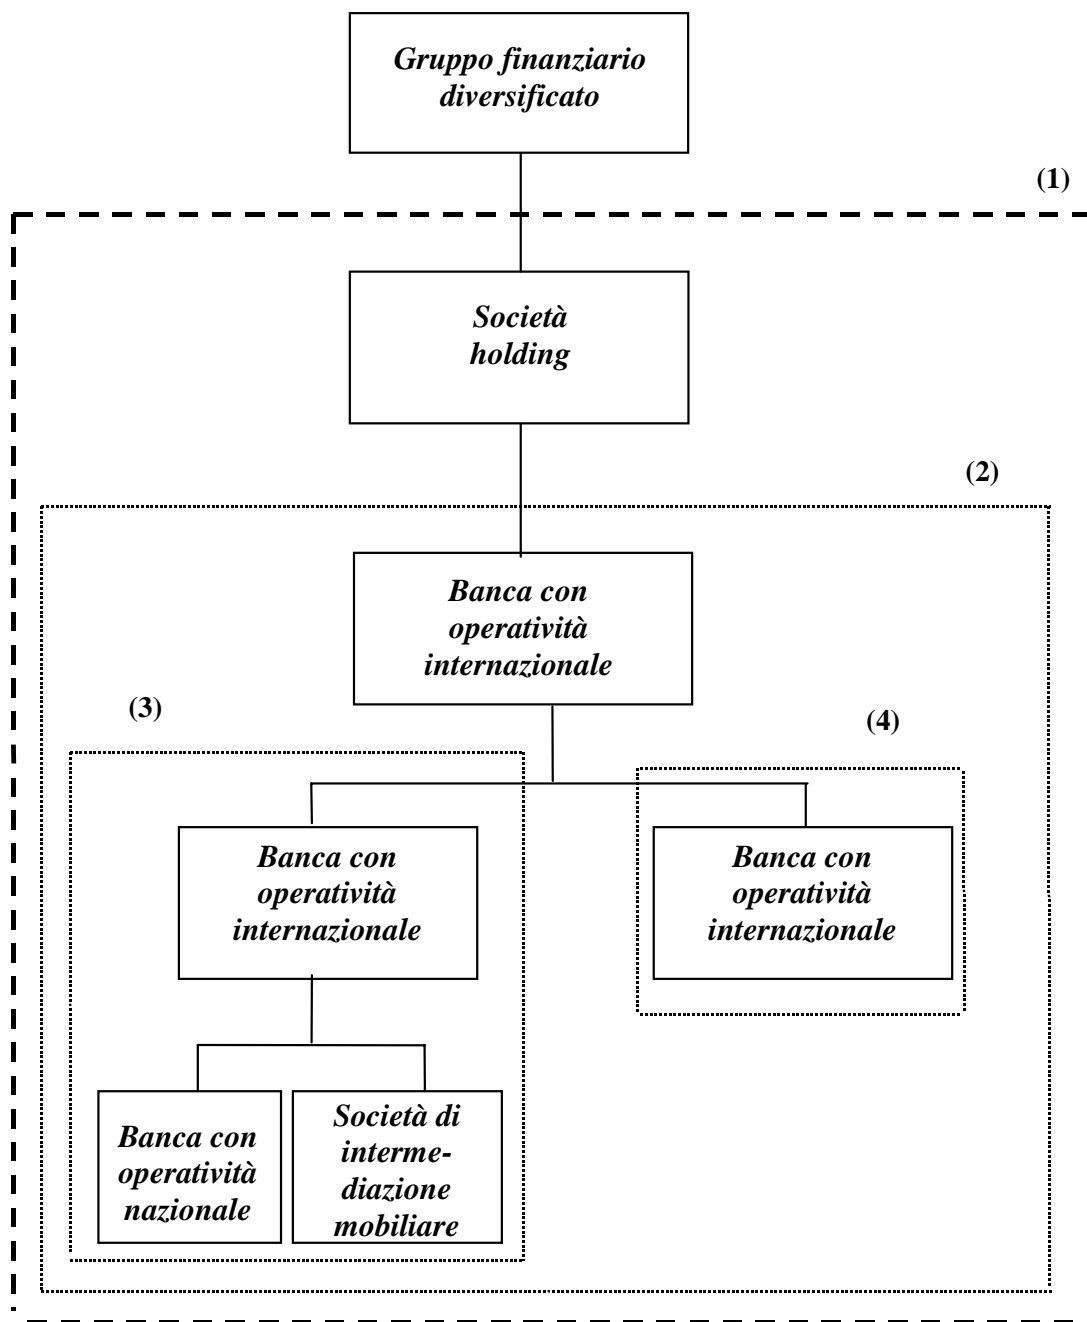 Gruppo finanziario
diversificato
(1)
Società
holding
(2)
Banca con
operatività
internazionale
(3)
(4)
Banca con
operatività
internazionale
Banca con
operatività
internazionale
Banca con
operatività
nazionale
Società di
interme-
diazione
mobiliare